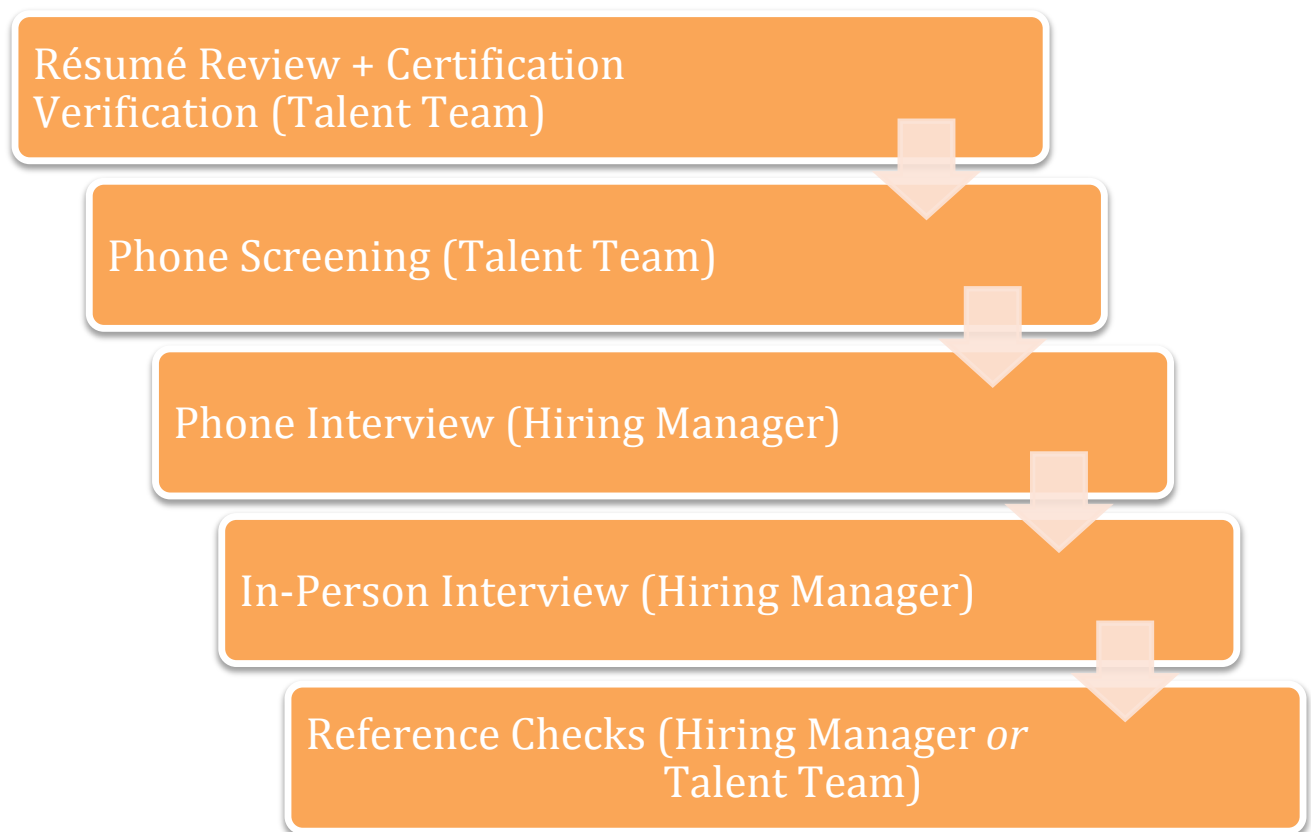 Résumé Review + Certification
Verification (Talent Team)
Phone Screening (Talent Team)
Phone Interview (Hiring Manager)
In-Person Interview (Hiring Manager)
Reference Checks (Hiring Manager or
Talent Team)